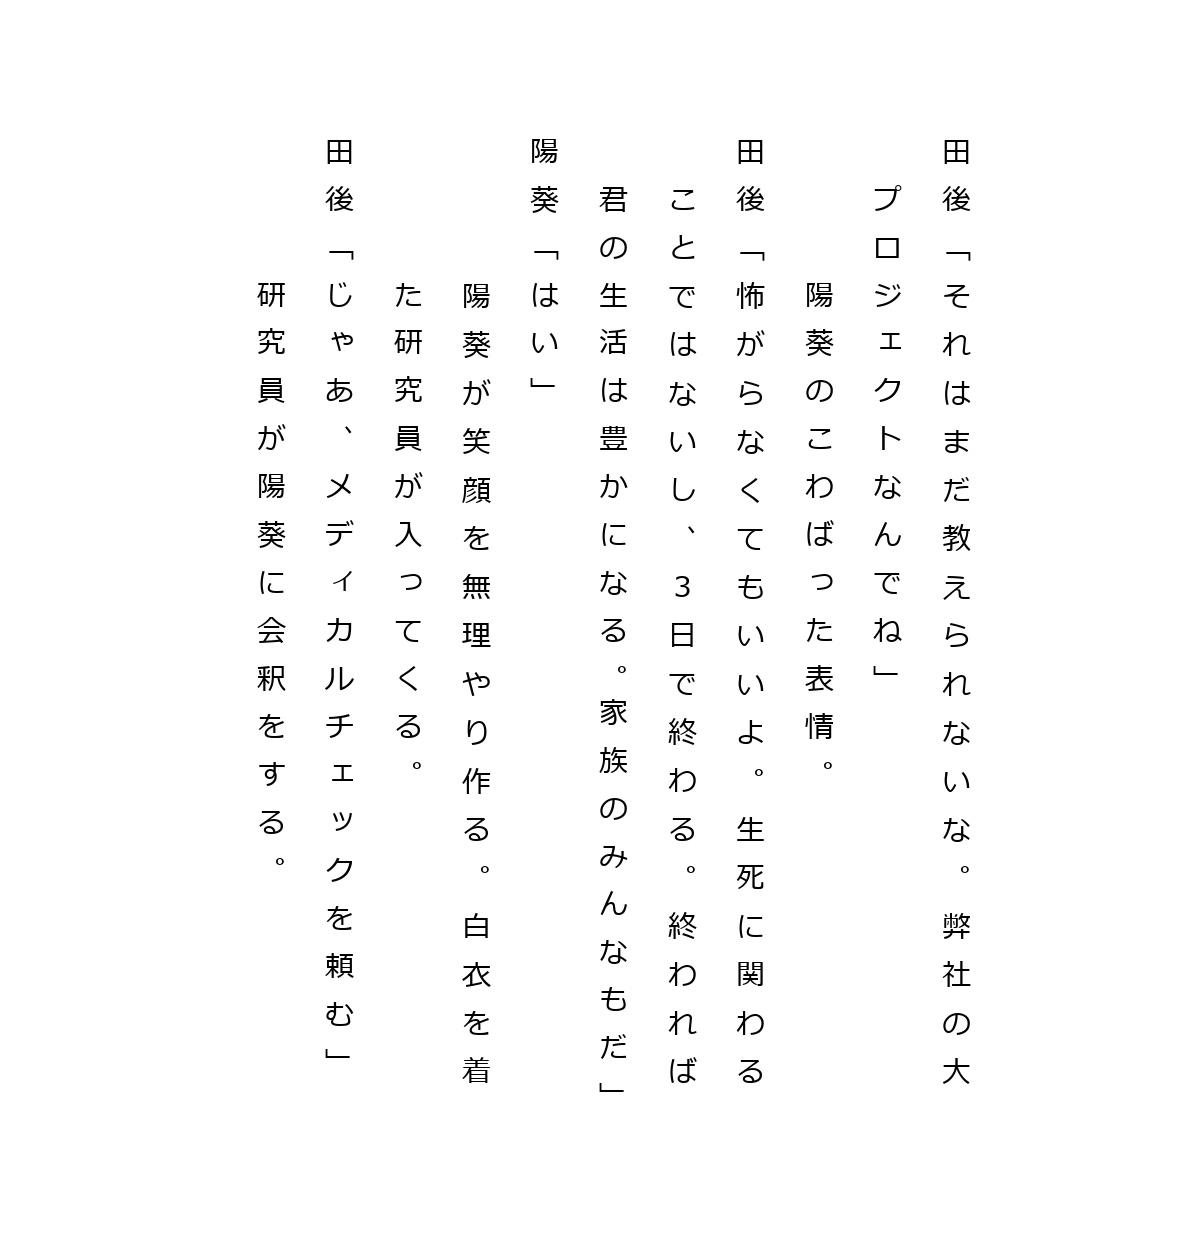 田後「それはまだ教えられないな。弊社の大
プロジェクトなんでね」
陽葵のこわばった表情。
田後「怖がらなくてもいいよ。生死に関わる
ことではないし、3日で終わる。終われば
君の生活は豊かになる。家族のみんなもだ」
陽葵「はい」
陽葵が笑顔を無理やり作る。白衣を着
た研究員が入ってくる。
田後「じゃあ、メディカルチェックを頼む」
研究員が陽葵に会釈をする。